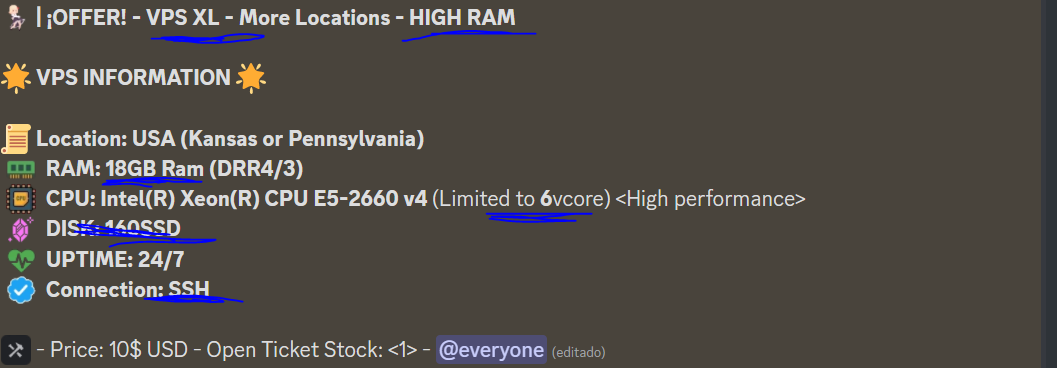 | ¡OFFER! - VPS XL - More Locations - HIGH RAM
VPS INFORMATION
Location: USA (Kansas or Pennsylvania)
RAM: 18GB Ram (DRR4/3)
CPU: Intel(R) Xeon(R) CPU E5-2660 v4 (Limited to 6vcore) <High performance>
DISK: 160SSD
UPTIME: 24/7
Connection: SSH
- Price: 10$ USD - Open Ticket Stock: <1> - @everyone (editado)